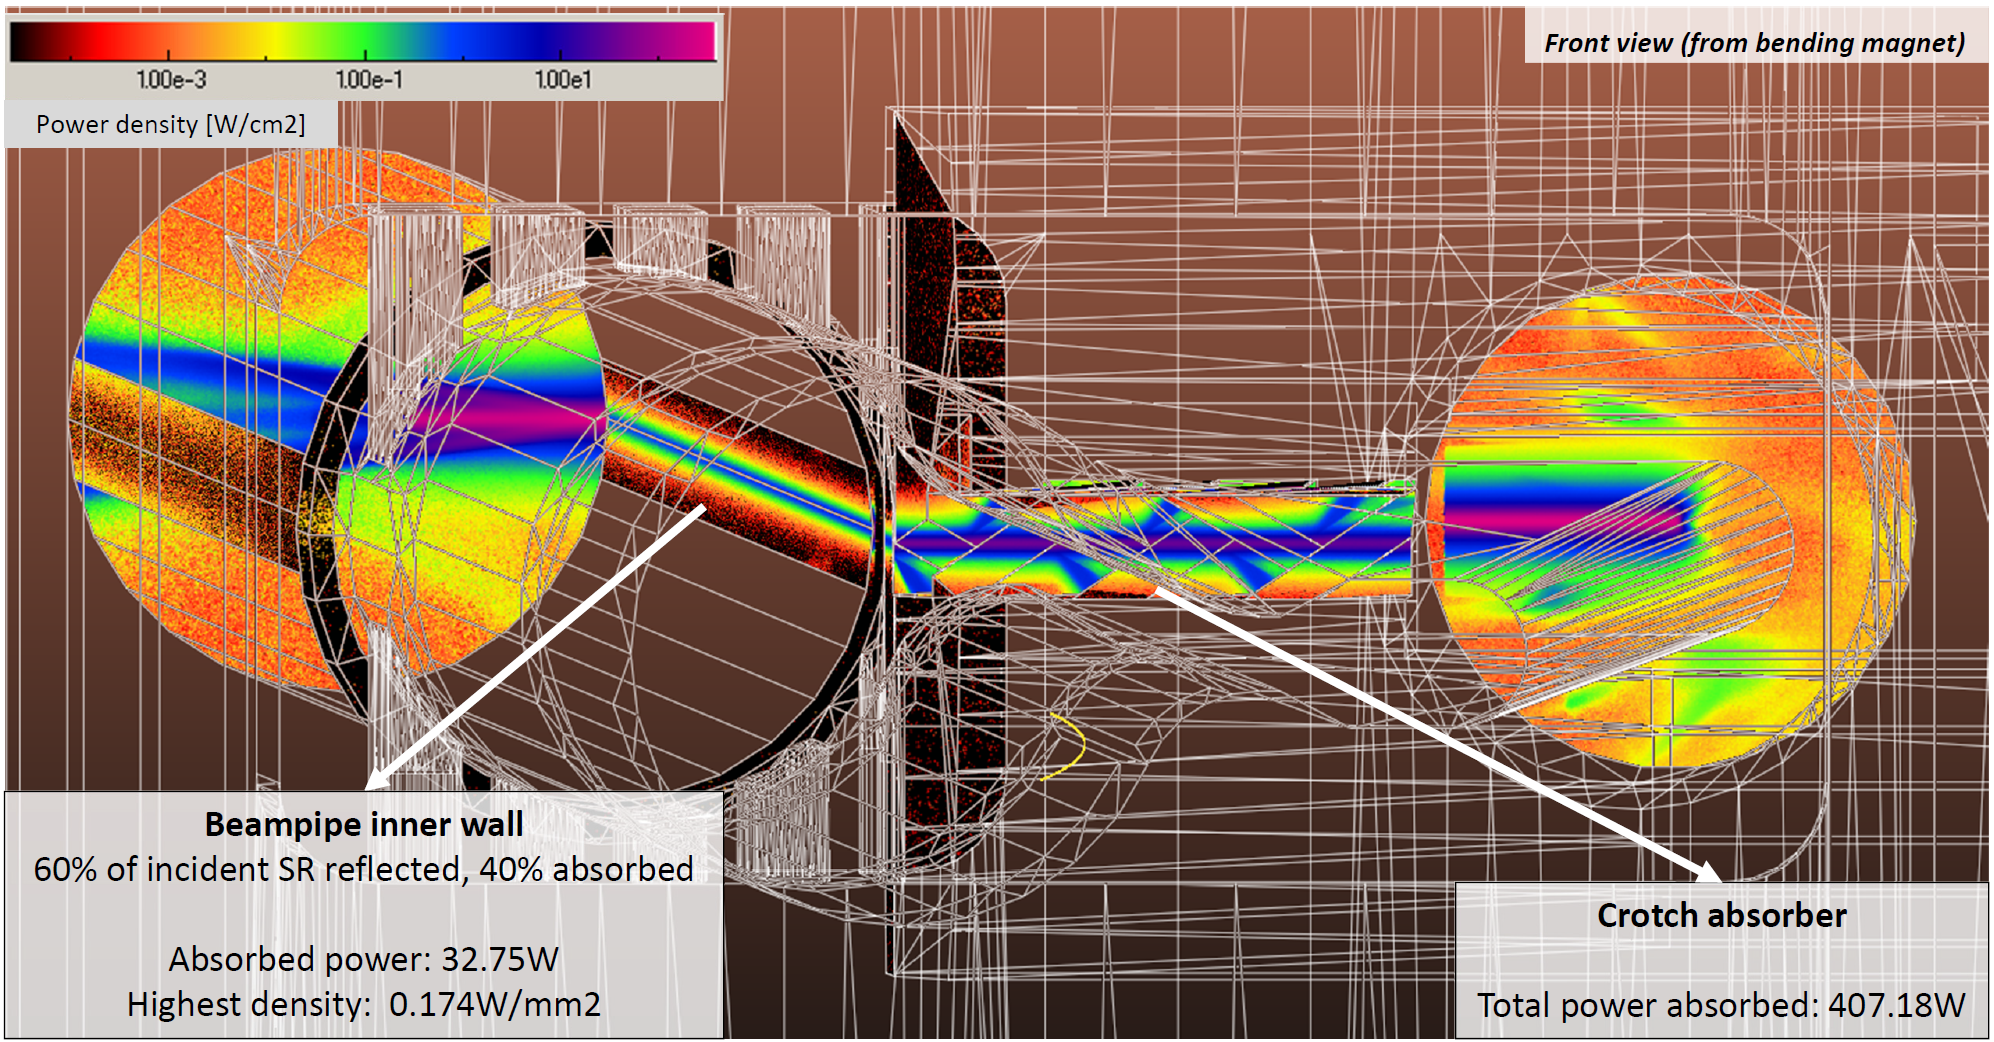 Front view (from bending magnet)
1.00e-3 1.00e-1 1.00e1
Power density [W/cm2]
Beampipe inner wall
60% of incident SR reflected, 40% absorbed
Absorbed power: 32.75W
Highest density: 0.174W/mm2
Crotch absorber
Total power absorbed: 407.18W